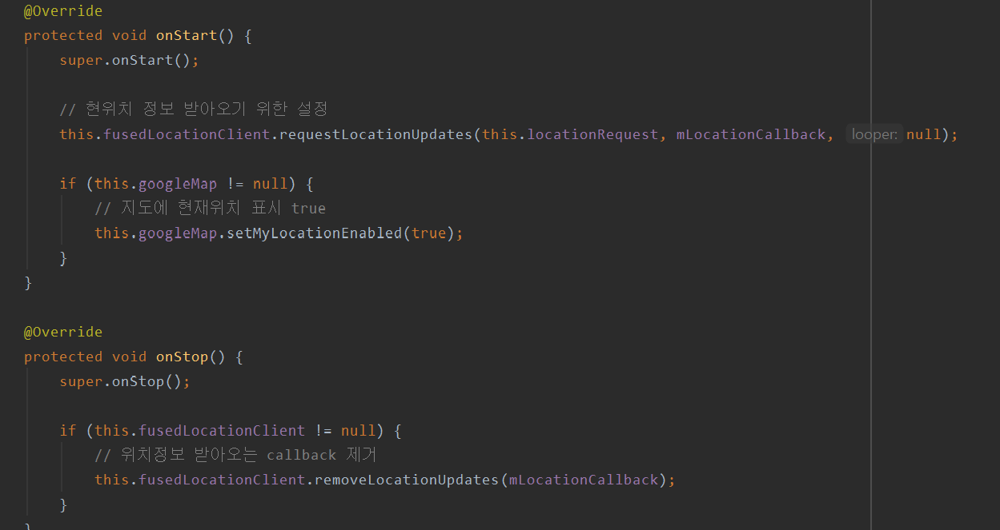 @Override
protected void onStart() {
super.onStart();
// 현위치 정보 받아오기 위한 설정
this.fusedLocationClient.requestLocationUpdates(this.locationRequest, mLocationCallback, looper: null);
if (this.googleMap != null) {
// 지도에 현재위치 표시 true
this.googleMap.setMyLocationEnabled(true);
}
}
@Override
protected void onStop() {
super.onStop();
if (this.fusedLocationClient != null) {
// 위치정보 받아오는 callback 제거
this.fusedLocationClient.removeLocationUpdates(mLocationCallback);
}
}